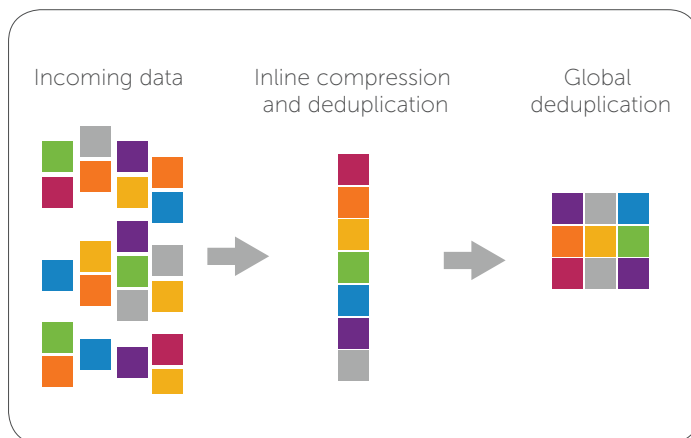 Incoming data
Inline compression
and deduplication
Global
deduplication